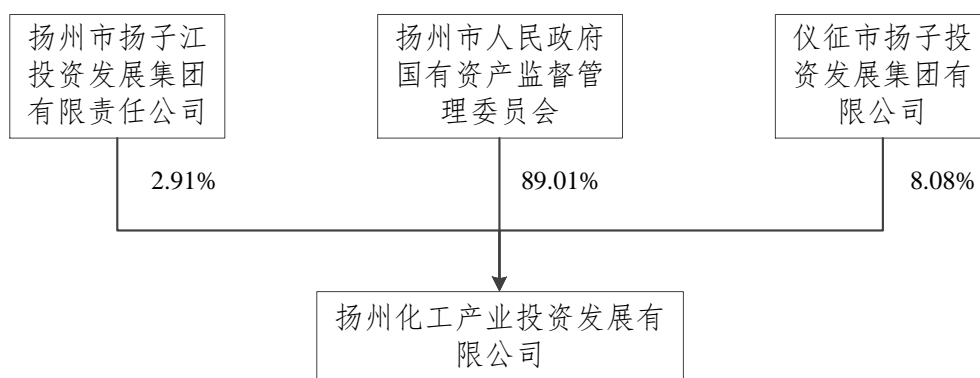 扬州市扬子江
投资发展集团
有限责任公司
扬州市人民政府
国有资产监督管
理委员会
仪征市扬子投
资发展集团有
限公司
2.91%
89.01%
8.08%
扬州化工产业投资发展有
限公司